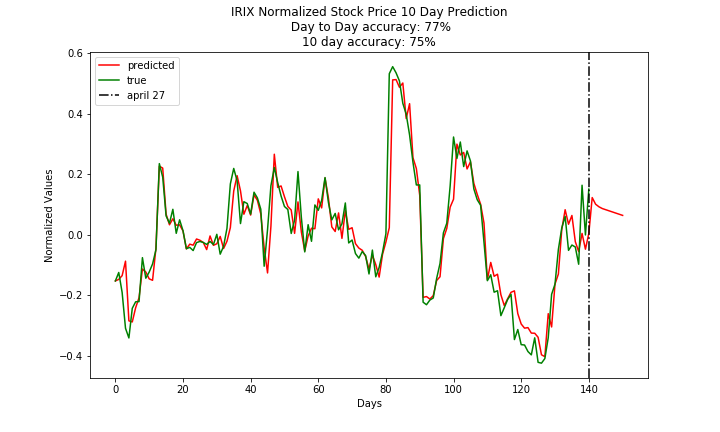 IRIX Normalized Stock Price 10 Day Prediction
Day to Day accuracy: 77%
10 day accuracy: 75%
predicted
true
april 27
Normalized Values
0.6
0.4
0.2
0.0
−0.2
−0.4
0 20 40 60 80 100 120 140
Days